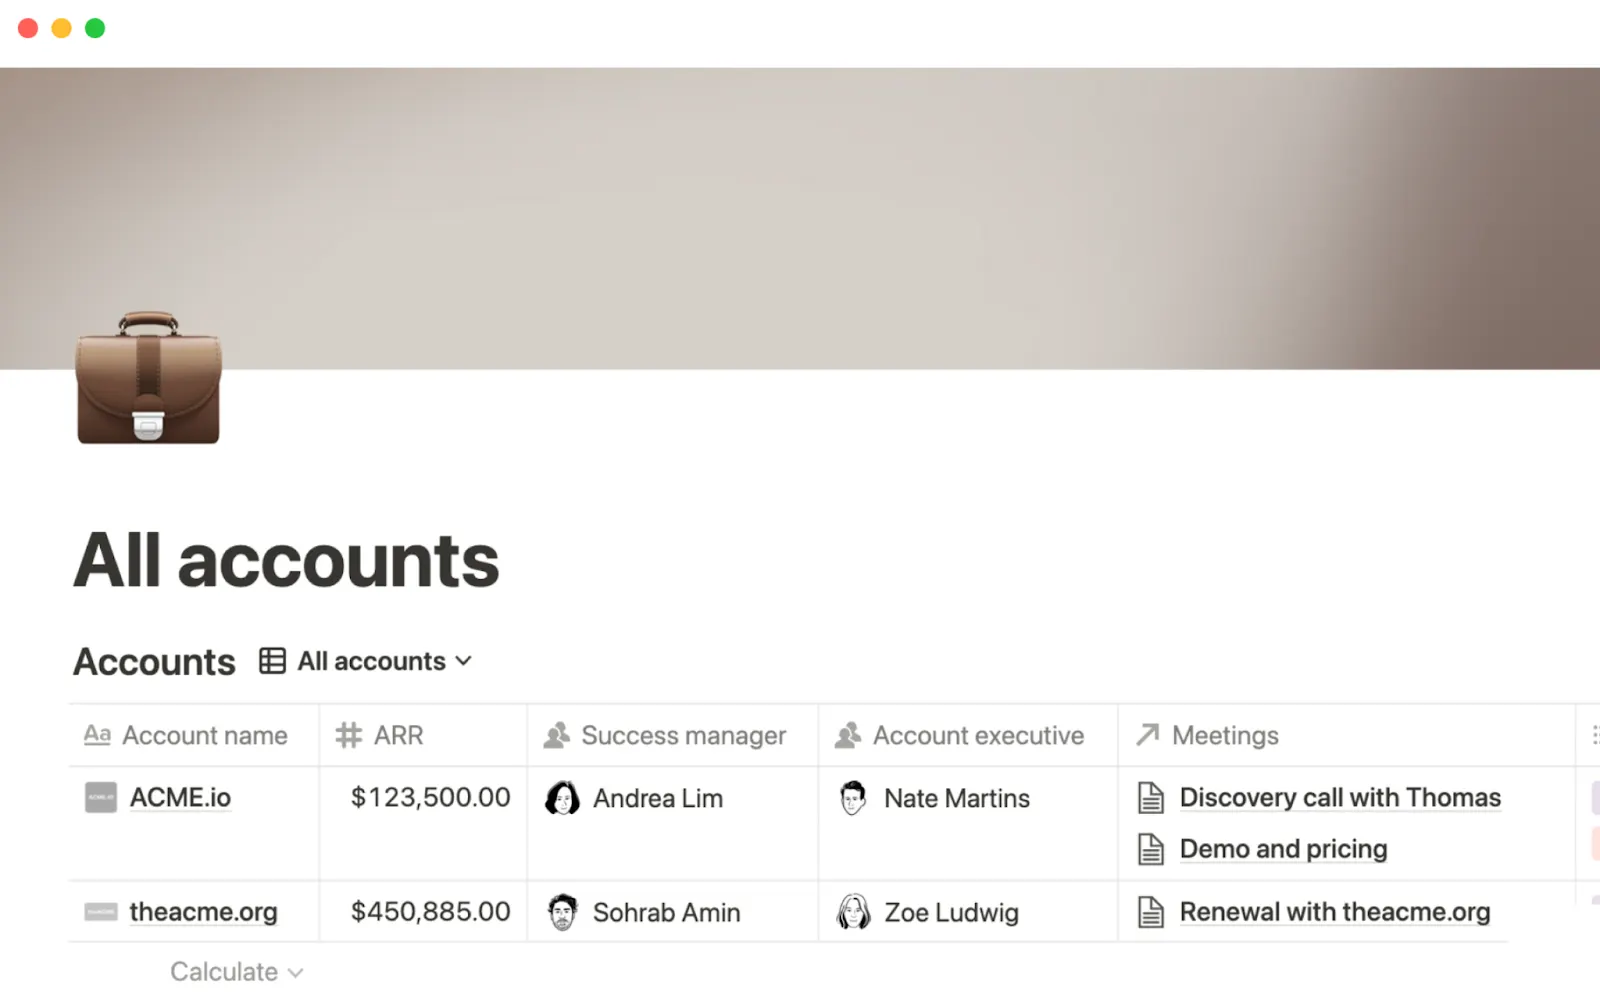 All accounts
Accounts All accounts
Account name ARR Success manager Account executive Meetings
ACME.io $123,500.00 Andrea Lim Nate Martins Discovery call with Thomas
Demo and pricing
theacme.org $450,885.00 Sohrab Amin Zoe Ludwig Renewal with theacme.org
Calculate